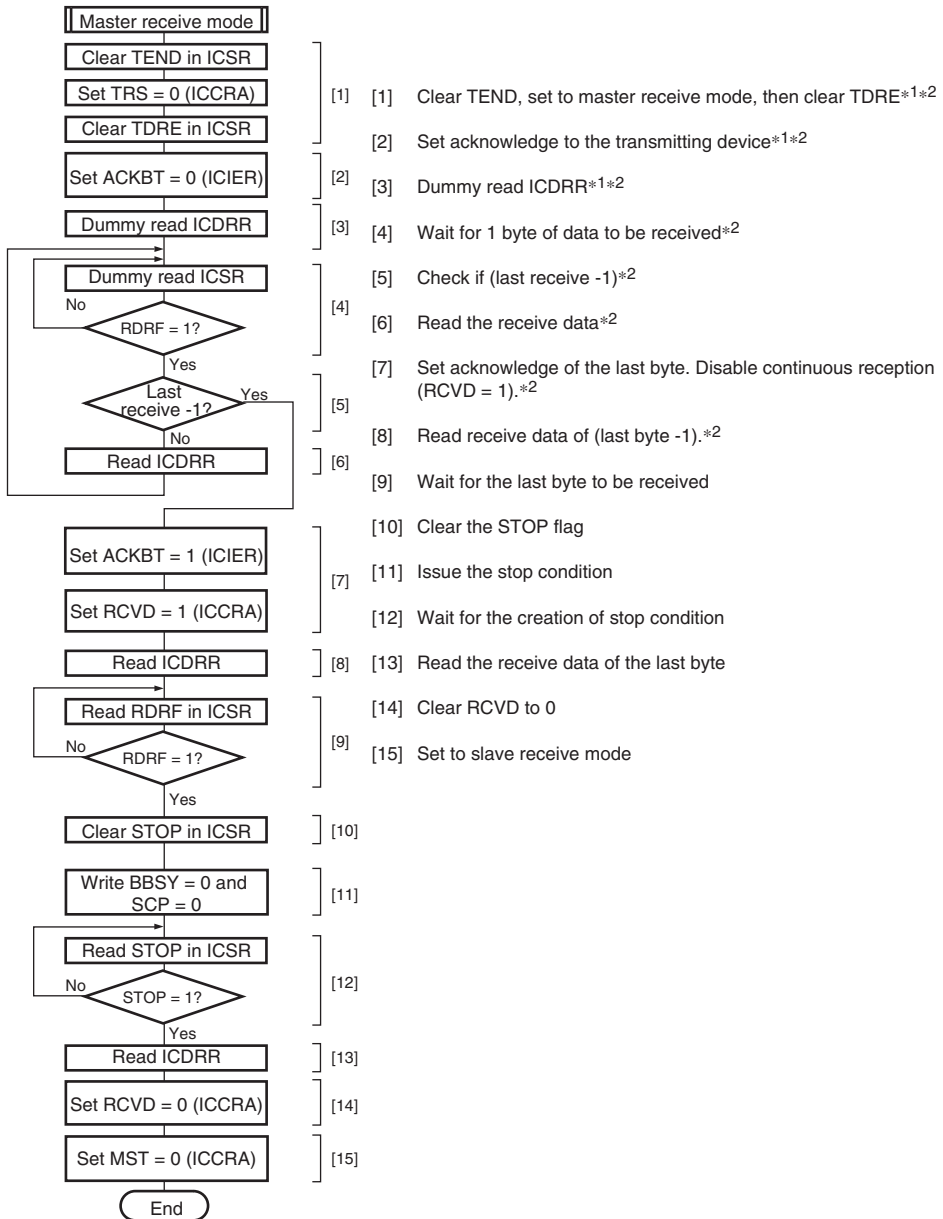 Master receive mode
Clear TEND in ICSR
Set TRS = 0 (ICCRA)
Clear TDRE in ICSR
[1]
Set ACKBT = 0 (ICIER)
[2]
Dummy read ICDRR
[3]
Dummy read ICSR
No
RDRF = 1?
[4]
Yes
Last
receive -1?
Yes
[5]
No
Read ICDRR
[6]
Set ACKBT = 1 (ICIER)
Set RCVD = 1 (ICCRA)
[7]
Read ICDRR
[8]
Read RDRF in ICSR
No
RDRF = 1?
[9]
Yes
Clear STOP in ICSR
[10]
Write BBSY = 0 and
SCP = 0
[11]
Read STOP in ICSR
No
STOP = 1?
[12]
Yes
Read ICDRR
[13]
Set RCVD = 0 (ICCRA)
[14]
Set MST = 0 (ICCRA)
[15]
End
[1] Clear TEND, set to master receive mode, then clear TDRE*1*2
[2] Set acknowledge to the transmitting device*1*2
[3] Dummy read ICDRR*1*2
[4] Wait for 1 byte of data to be received*2
[5] Check if (last receive -1)*2
[6] Read the receive data*2
[7] Set acknowledge of the last byte. Disable continuous reception
(RCVD = 1).*2
[8] Read receive data of (last byte -1).*2
[9] Wait for the last byte to be received
[10] Clear the STOP flag
[11] Issue the stop condition
[12] Wait for the creation of stop condition
[13] Read the receive data of the last byte
[14] Clear RCVD to 0
[15] Set to slave receive mode